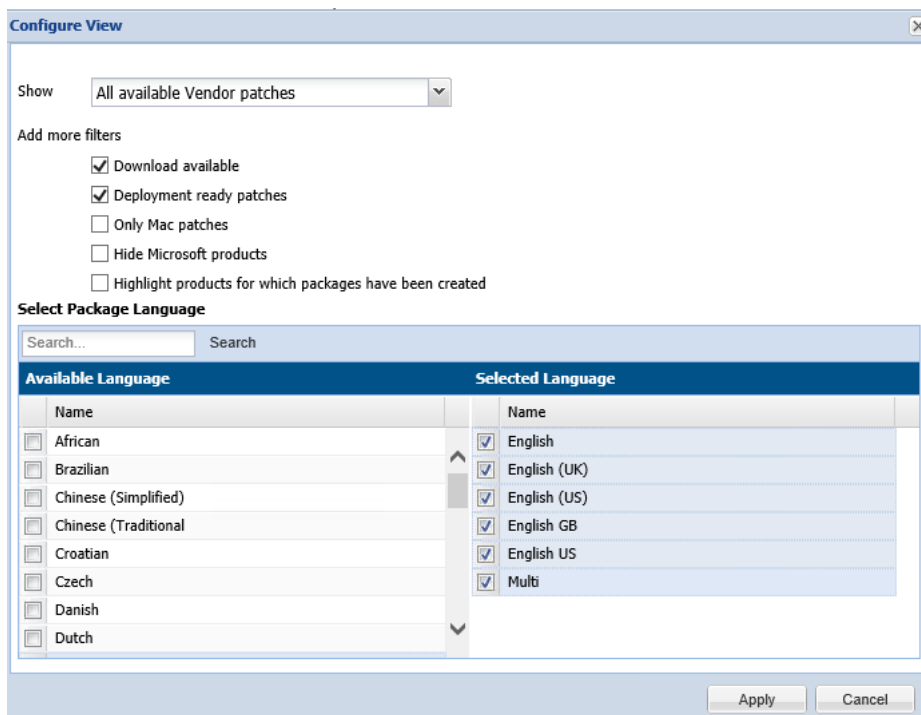 Configure View
Show All available Vendor patches
Add more filters
Download available
Deployment ready patches
Only Mac patches
Hide Microsoft products
Highlight products for which packages have been created
Select Package Language
Search... Search
Available Language Selected Language
Name Name
African English
Brazilian English (UK)
Chinese (Simplified) English (US)
Chinese (Traditional English GB
Croatian English US
Czech Multi
Danish
Dutch
Apply Cancel